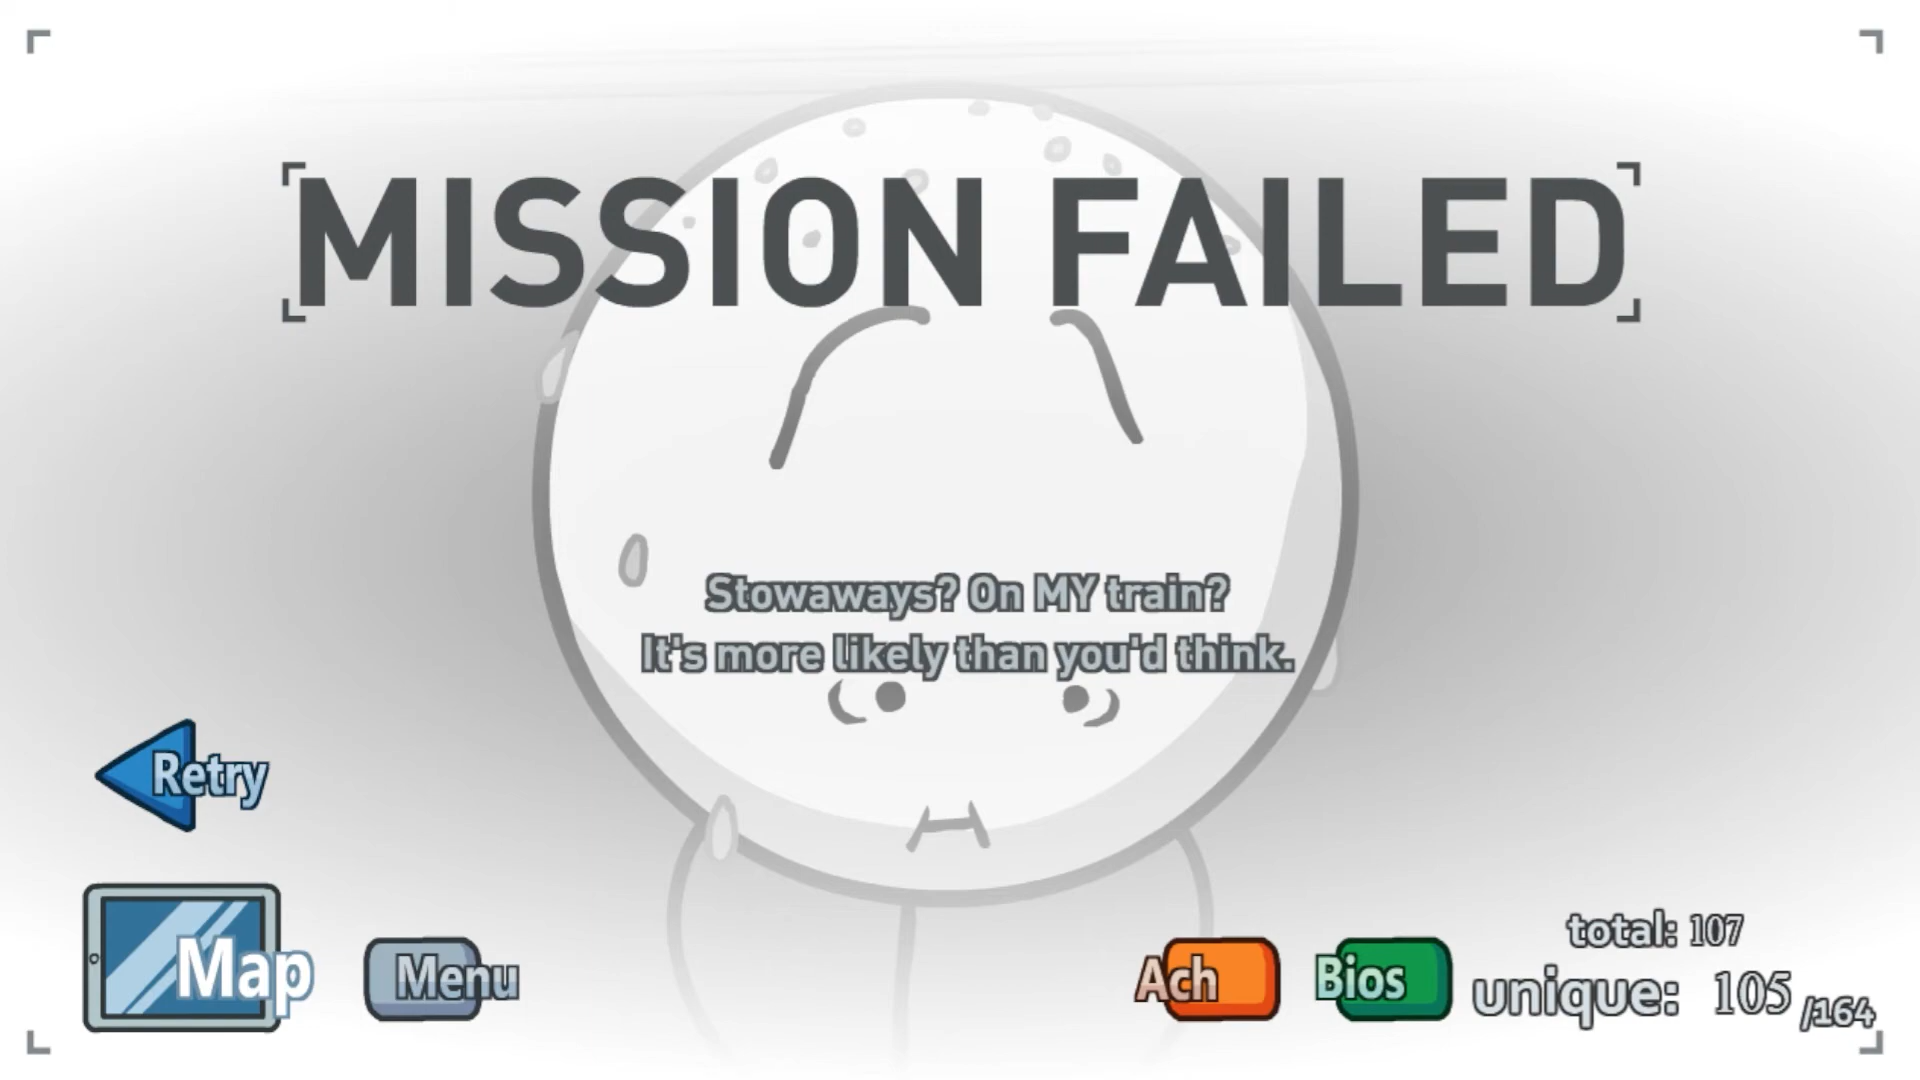 MISSION FAILED
Stowaways? On MY train?
It's more likely than you'd think.
Retry
Map
Menu
Ach
Bios
total: 107
unique: 105 /164